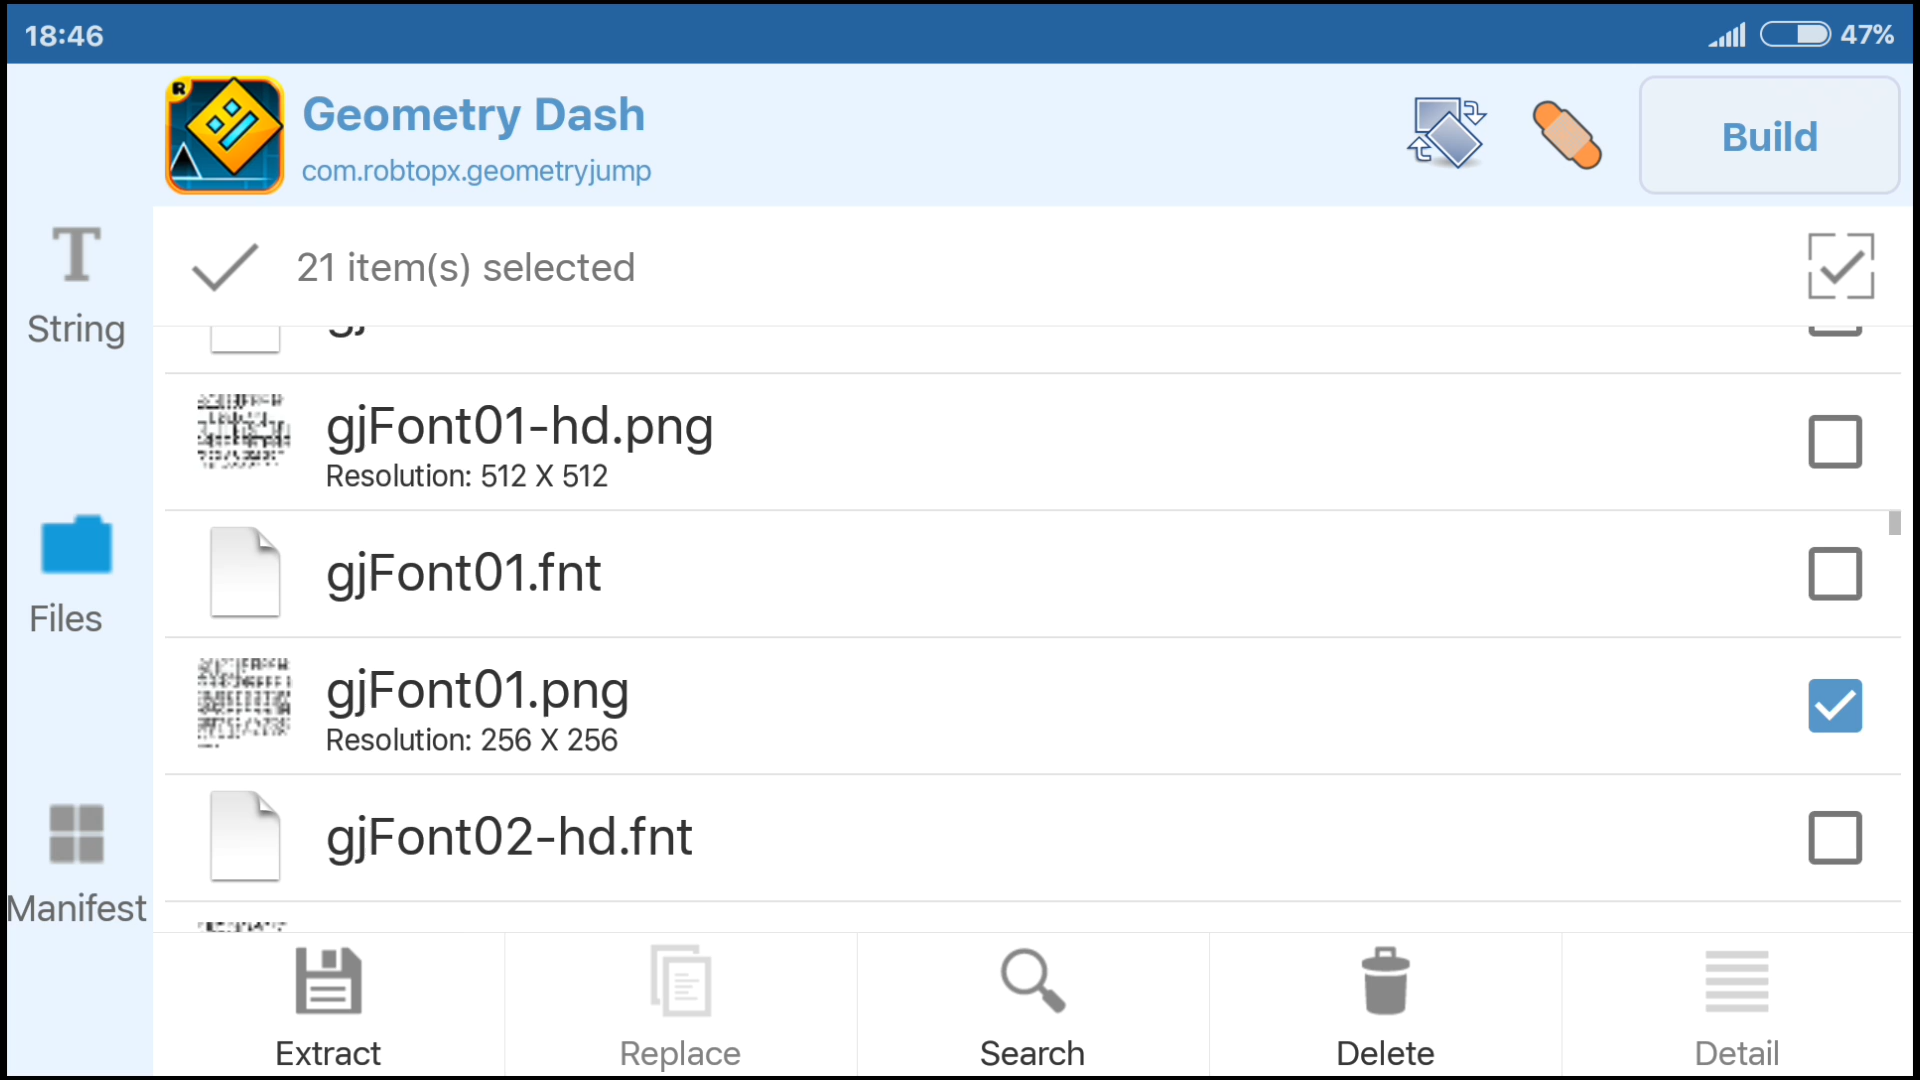 18:46
47%
Geometry Dash
com.robtopx.geometryjump
Build
String
Files
Manifest
21 item(s) selected
gjFont01-hd.png
Resolution: 512 X 512
gjFont01.fnt
gjFont01.png
Resolution: 256 X 256
gjFont02-hd.fnt
Extract
Replace
Search
Delete
Detail